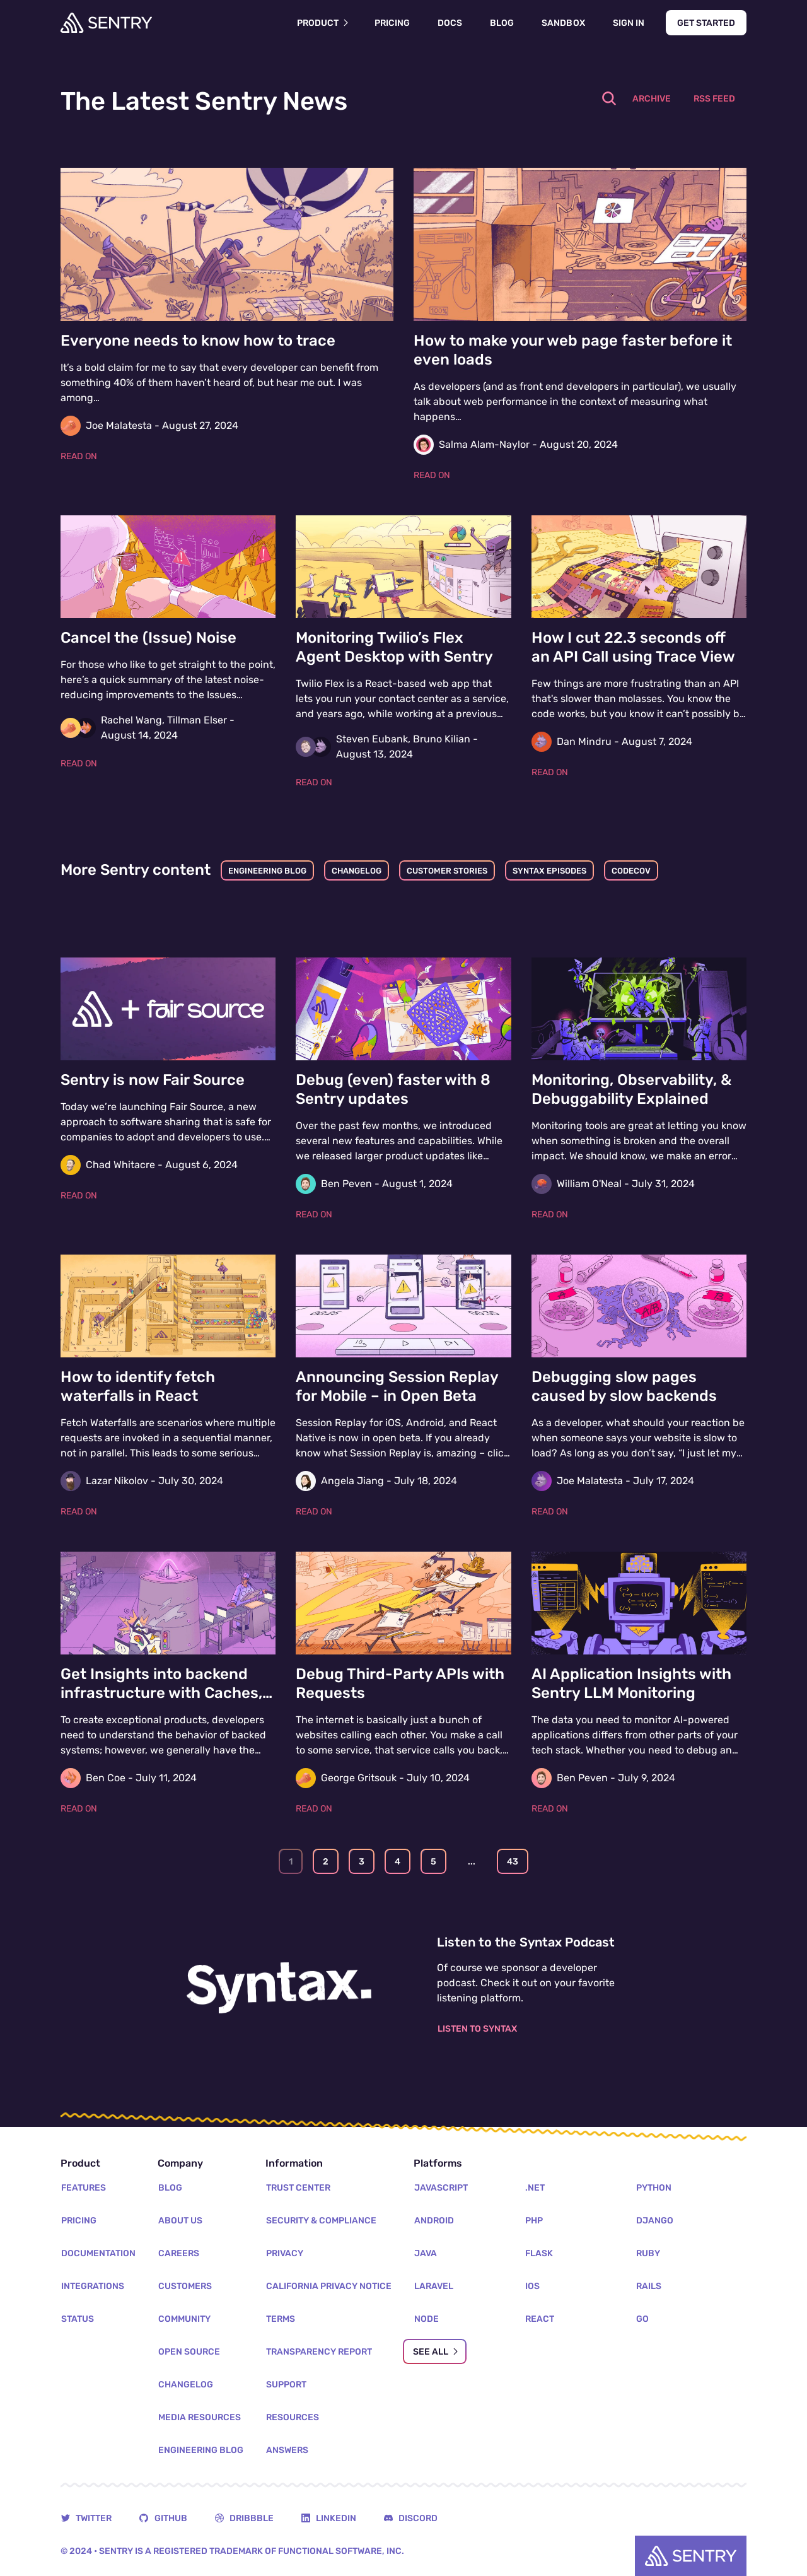 SENTRY
PRODUCT
PRICING
DOCS
BLOG
SANDBOX
SIGN IN
GET STARTED
The Latest Sentry News
ARCHIVE
RSS FEED
Everyone needs to know how to trace
It's a bold claim for me to say that every developer can benefit from
something 40% of them haven't heard of, but hear me out. I was
among…
Joe Malatesta - August 27, 2024
READ ON
How to make your web page faster before it
even loads
As developers (and as front end developers in particular), we usually
talk about web performance in the context of measuring what
happens…
Salma Alam-Naylor - August 20, 2024
READ ON
Cancel the (Issue) Noise
For those who like to get straight to the point,
here's a quick summary of the latest noise-
reducing improvements to the Issues…
Rachel Wang, Tillman Elser -
August 14, 2024
READ ON
Monitoring Twilio's Flex
Agent Desktop with Sentry
Twilio Flex is a React-based web app that
lets you run your contact center as a service,
and years ago, while working at a previous…
Steven Eubank, Bruno Kilian -
August 13, 2024
READ ON
How I cut 22.3 seconds off
an API Call using Trace View
Few things are more frustrating than an API
that's slower than molasses. You know the
code works, but you know it can't possibly b…
Dan Mindru - August 7, 2024
READ ON
More Sentry content
ENGINEERING BLOG
CHANGELOG
CUSTOMER STORIES
SYNTAX EPISODES
CODECOV
+ fair source
Sentry is now Fair Source
Today we're launching Fair Source, a new
approach to software sharing that is safe for
companies to adopt and developers to use.…
Chad Whitacre - August 6, 2024
READ ON
Debug (even) faster with 8
Sentry updates
Over the past few months, we introduced
several new features and capabilities. While
we released larger product updates like…
Ben Peven - August 1, 2024
READ ON
Monitoring, Observability, &
Debuggability Explained
Monitoring tools are great at letting you know
when something is broken and the overall
impact. We should know, we make an error…
William O'Neal - July 31, 2024
READ ON
How to identify fetch
waterfalls in React
Fetch Waterfalls are scenarios where multiple
requests are invoked in a sequential manner,
not in parallel. This leads to some serious…
Lazar Nikolov - July 30, 2024
READ ON
Announcing Session Replay
for Mobile – in Open Beta
Session Replay for iOS, Android, and React
Native is now in open beta. If you already
know what Session Replay is, amazing – clic…
Angela Jiang - July 18, 2024
READ ON
A
A/B
B
Debugging slow pages
caused by slow backends
As a developer, what should your reaction be
when someone says your website is slow to
load? As long as you don't say, "I just let my…
Joe Malatesta - July 17, 2024
READ ON
Get Insights into backend
infrastructure with Caches,…
To create exceptional products, developers
need to understand the behavior of backed
systems; however, we generally have the…
Ben Coe - July 11, 2024
READ ON
Debug Third-Party APIs with
Requests
The internet is basically just a bunch of
websites calling each other. You make a call
to some service, that service calls you back,…
George Gritsouk - July 10, 2024
READ ON
AI Application Insights with
Sentry LLM Monitoring
The data you need to monitor AI-powered
applications differs from other parts of your
tech stack. Whether you need to debug an…
Ben Peven - July 9, 2024
READ ON
1
2
3
4
5
...
43
Syntax.
Listen to the Syntax Podcast
Of course we sponsor a developer
podcast. Check it out on your favorite
listening platform.
LISTEN TO SYNTAX
Product
FEATURES
PRICING
DOCUMENTATION
INTEGRATIONS
STATUS
Company
BLOG
ABOUT US
CAREERS
CUSTOMERS
COMMUNITY
OPEN SOURCE
CHANGELOG
MEDIA RESOURCES
ENGINEERING BLOG
Information
TRUST CENTER
SECURITY & COMPLIANCE
PRIVACY
CALIFORNIA PRIVACY NOTICE
TERMS
TRANSPARENCY REPORT
SUPPORT
RESOURCES
ANSWERS
Platforms
JAVASCRIPT
ANDROID
JAVA
LARAVEL
NODE
.NET
PHP
FLASK
IOS
REACT
PYTHON
DJANGO
RUBY
RAILS
GO
SEE ALL
TWITTER
GITHUB
DRIBBBLE
LINKEDIN
DISCORD
© 2024 • SENTRY IS A REGISTERED TRADEMARK OF FUNCTIONAL SOFTWARE, INC.
SENTRY